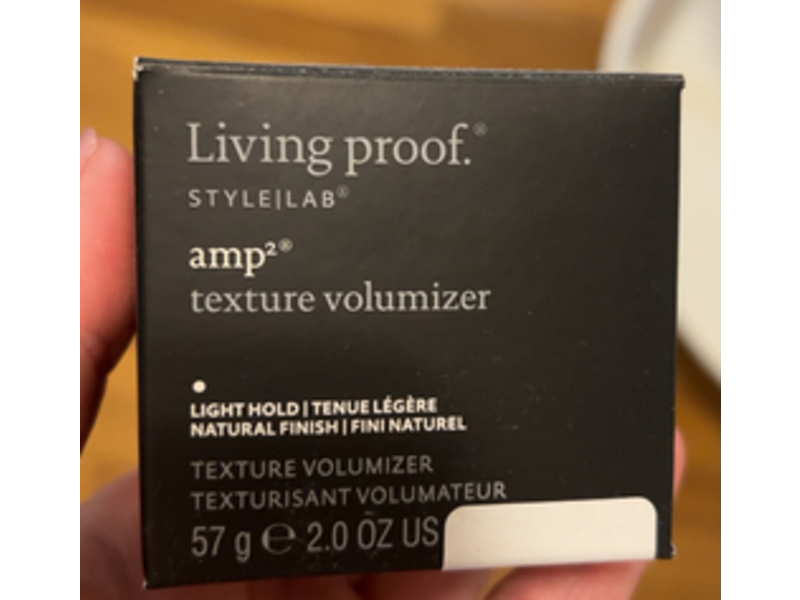 Living proof.®
STYLE|LAB®
amp²®
texture volumizer
LIGHT HOLD | TENUE LÉGÈRE
NATURAL FINISH | FINI NATUREL
TEXTURE VOLUMIZER
TEXTURISANT VOLUMATEUR
57 g ℮ 2.0 OZ US